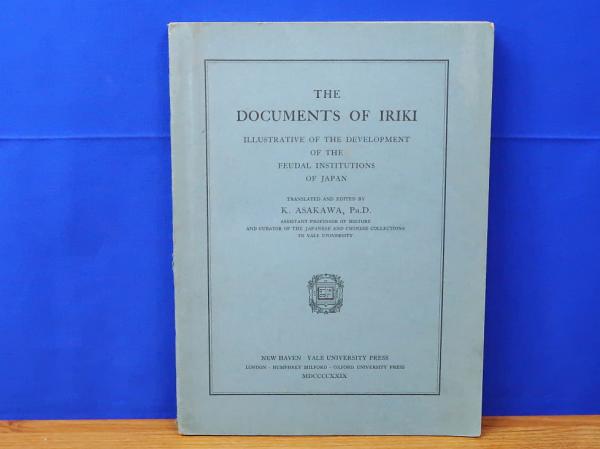 THE
DOCUMENTS OF IRIKI
ILLUSTRATIVE OF THE DEVELOPMENT
OF THE
FEUDAL INSTITUTIONS
OF JAPAN
TRANSLATED AND EDITED BY
K. ASAKAWA, PH.D.
ASSISTANT PROFESSOR OF HISTORY
AND CURATOR OF THE JAPANESE AND CHINESE COLLECTIONS
IN YALE UNIVERSITY
NEW HAVEN · YALE UNIVERSITY PRESS
LONDON · HUMPHREY MILFORD · OXFORD UNIVERSITY PRESS
MDCCCCXXIX